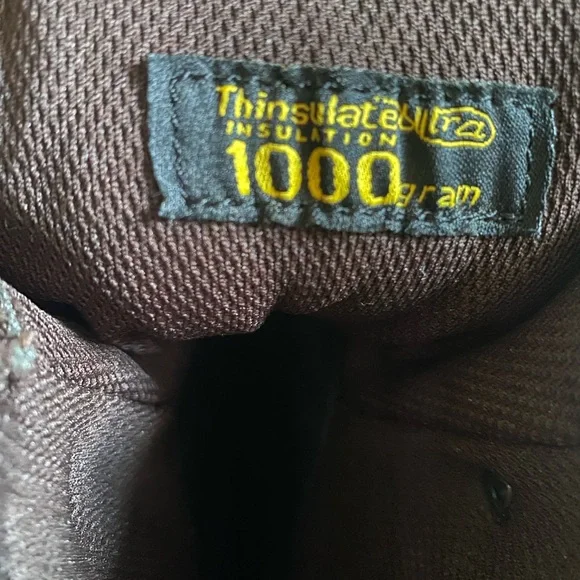 Thinsulate Ultra
INSULATION
1000 gram